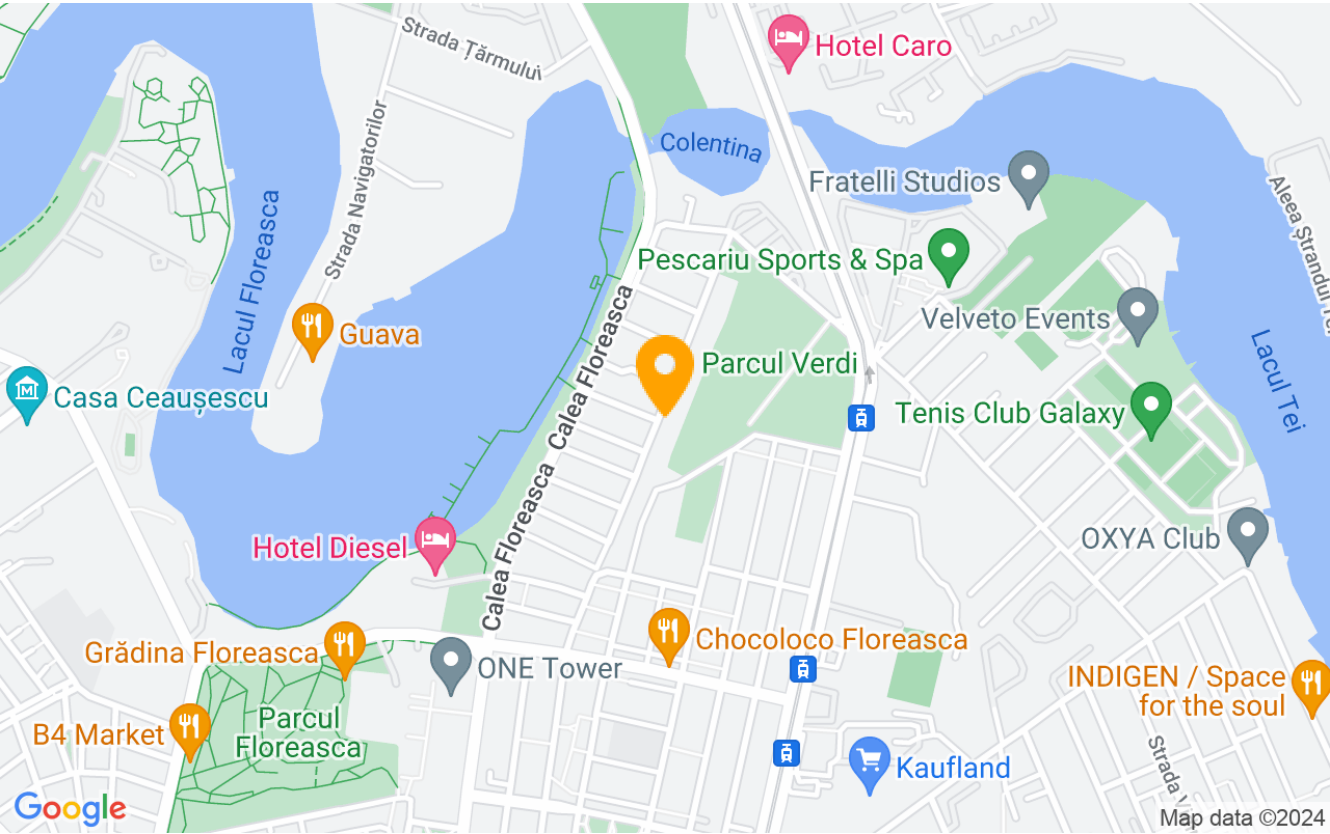 Strada Țărmului
Hotel Caro
Colentina
Strada Navigatorilor
Fratelli Studios
Aleea Ștrandul Tei
Lacul Floreasca
Pescariu Sports & Spa
Calea Floreasca
Velveto Events
Guava
Parcul Verdi
Lacul Tei
Casa Ceaușescu
Tenis Club Galaxy
Calea Floreasca
Hotel Diesel
OXYA Club
Grădina Floreasca
Chocoloco Floreasca
ONE Tower
INDIGEN / Space
for the soul
B4 Market
Parcul
Floreasca
Kaufland
Strada
Google
Map data ©2024